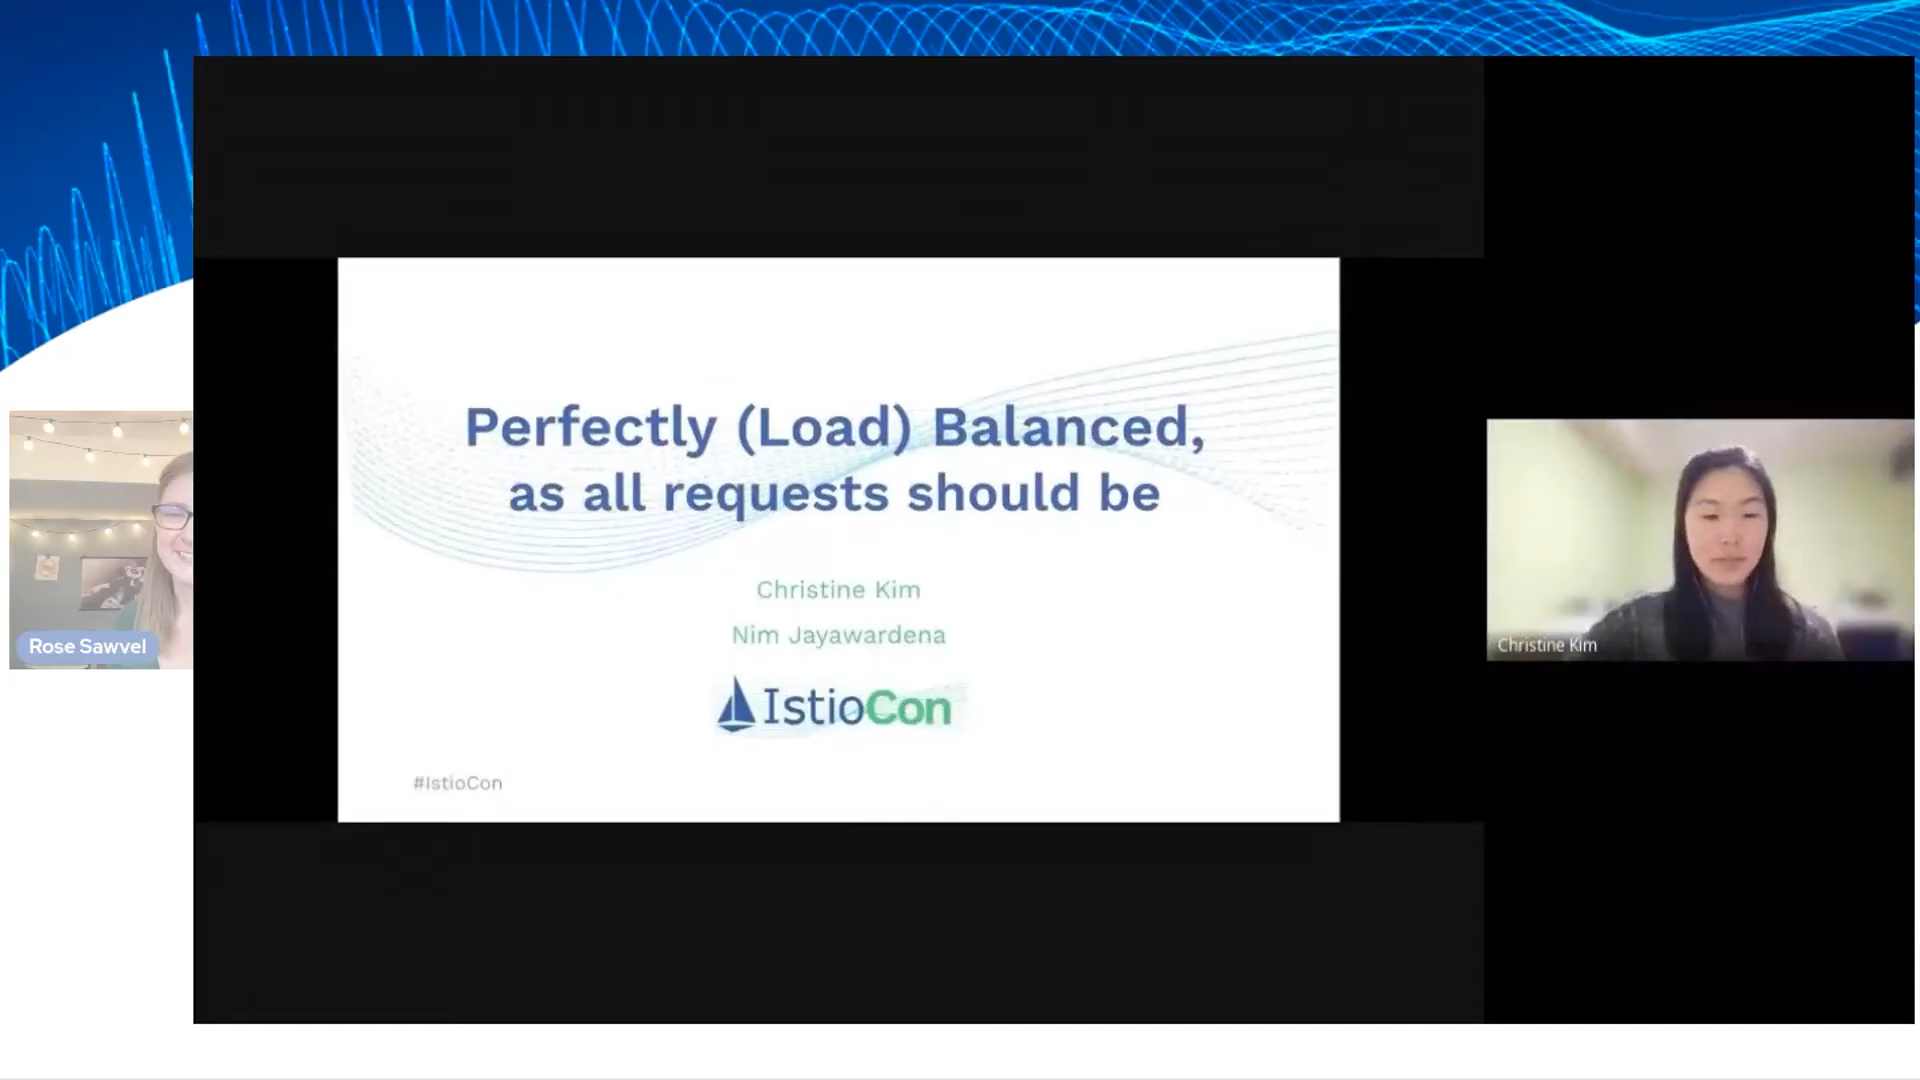 Perfectly (Load) Balanced,
as all requests should be
Christine Kim
Nim Jayawardena
IstioCon
#IstioCon
Rose Sawvel
Christine Kim